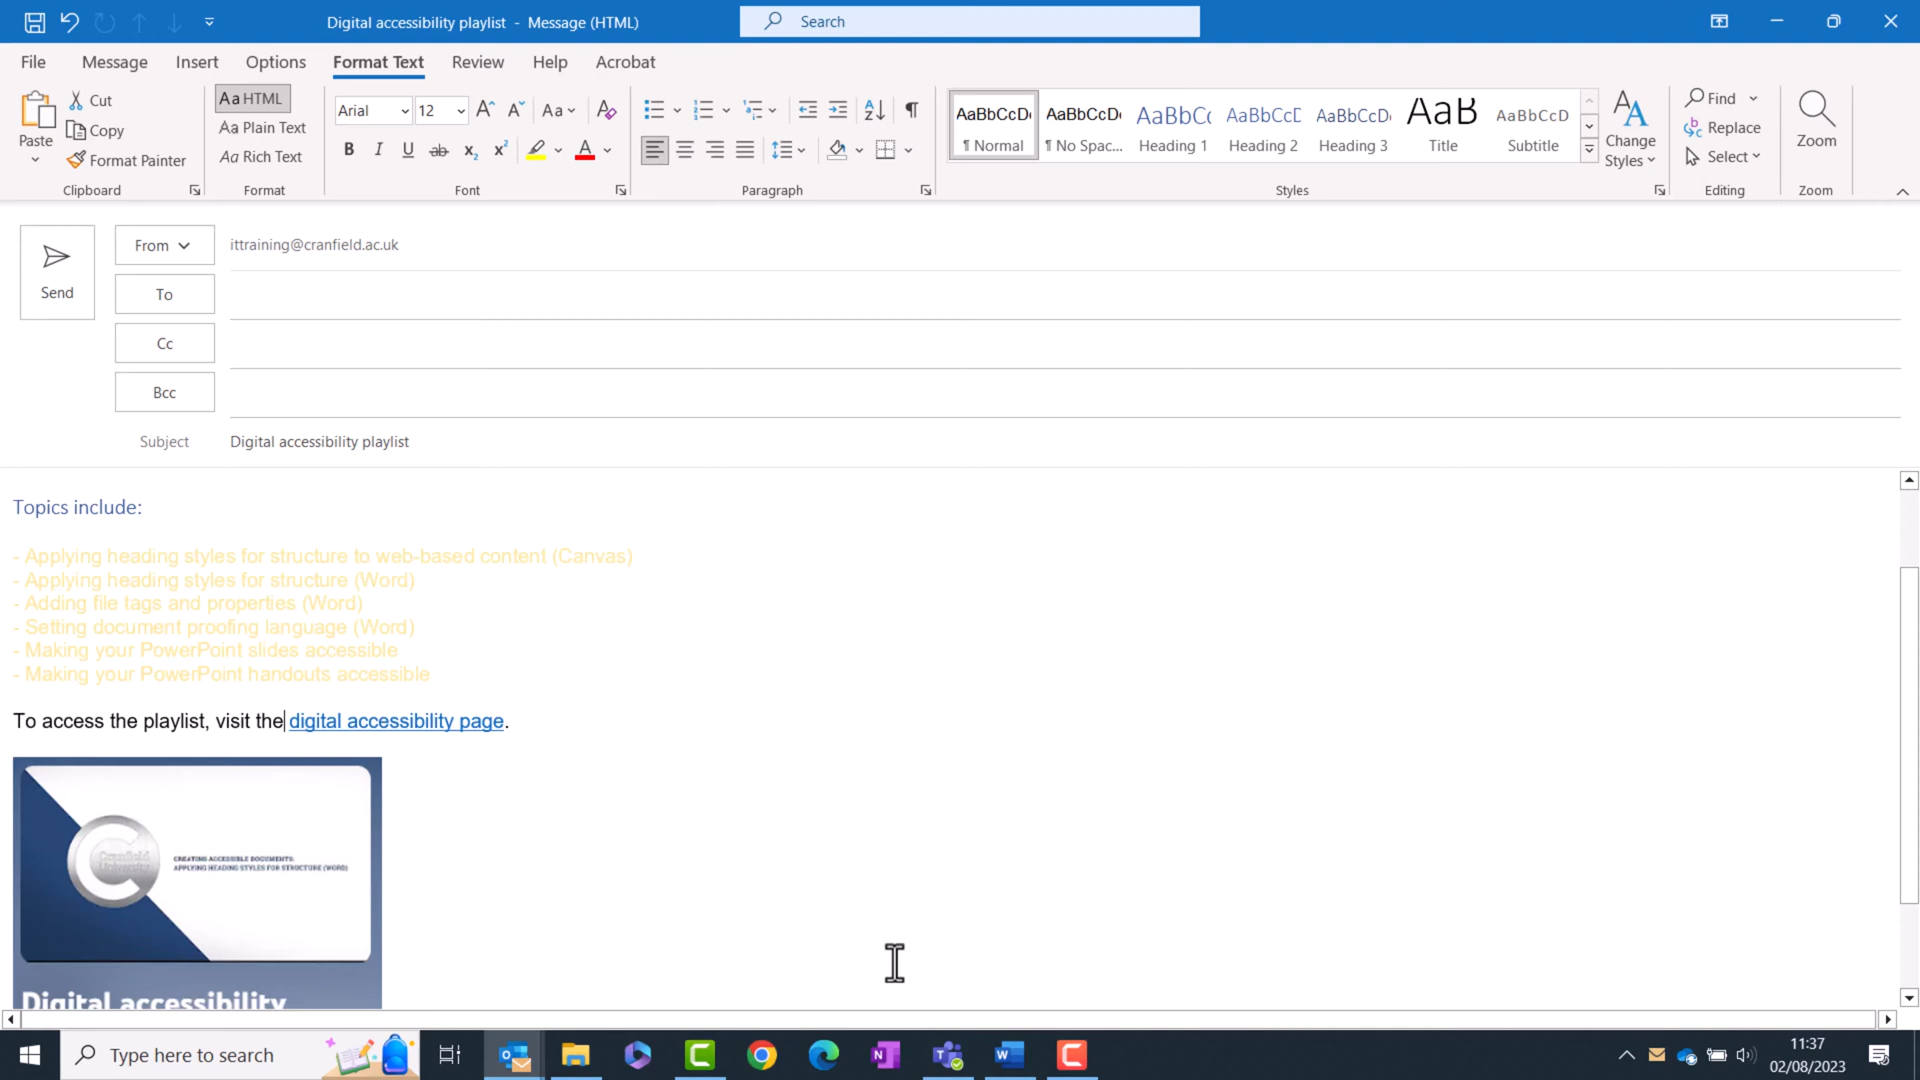 Digital accessibility playlist - Message (HTML)
Search
File Message Insert Options Format Text Review Help Acrobat
Paste
Cut
Copy
Format Painter
Clipboard
Aa HTML
Aa Plain Text
Aa Rich Text
Format
Arial 12
Font
Paragraph
AaBbCcDı AaBbCcDı AaBbCc AaBbCcD AaBbCcDı AaB AaBbCcD
¶ Normal ¶ No Spac... Heading 1 Heading 2 Heading 3 Title Subtitle
Change
Styles
Styles
Find
Replace
Select
Editing
Zoom
Zoom
Send
From ittraining@cranfield.ac.uk
To
Cc
Bcc
Subject Digital accessibility playlist
Topics include:
- Applying heading styles for structure to web-based content (Canvas)
- Applying heading styles for structure (Word)
- Adding file tags and properties (Word)
- Setting document proofing language (Word)
- Making your PowerPoint slides accessible
- Making your PowerPoint handouts accessible
To access the playlist, visit the digital accessibility page.
Cranfield
University
CREATING ACCESSIBLE DOCUMENTS:
APPLYING HEADING STYLES FOR STRUCTURE (WORD)
Digital accessibility
Type here to search
11:37
02/08/2023